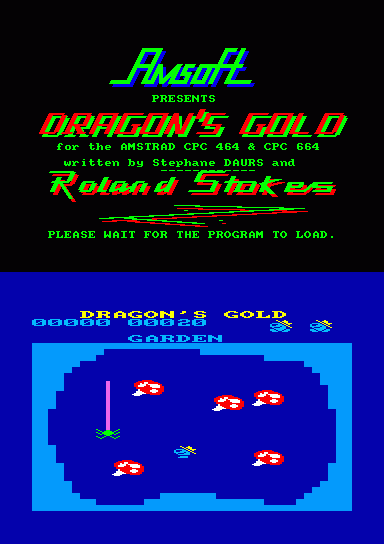 Amsoft
PRESENTS
DRAGON'S GOLD
for the AMSTRAD CPC 464 & CPC 664
written by Stephane DAURS and
Roland Stokes
PLEASE WAIT FOR THE PROGRAM TO LOAD.
DRAGON'S GOLD
00000 00020
GARDEN